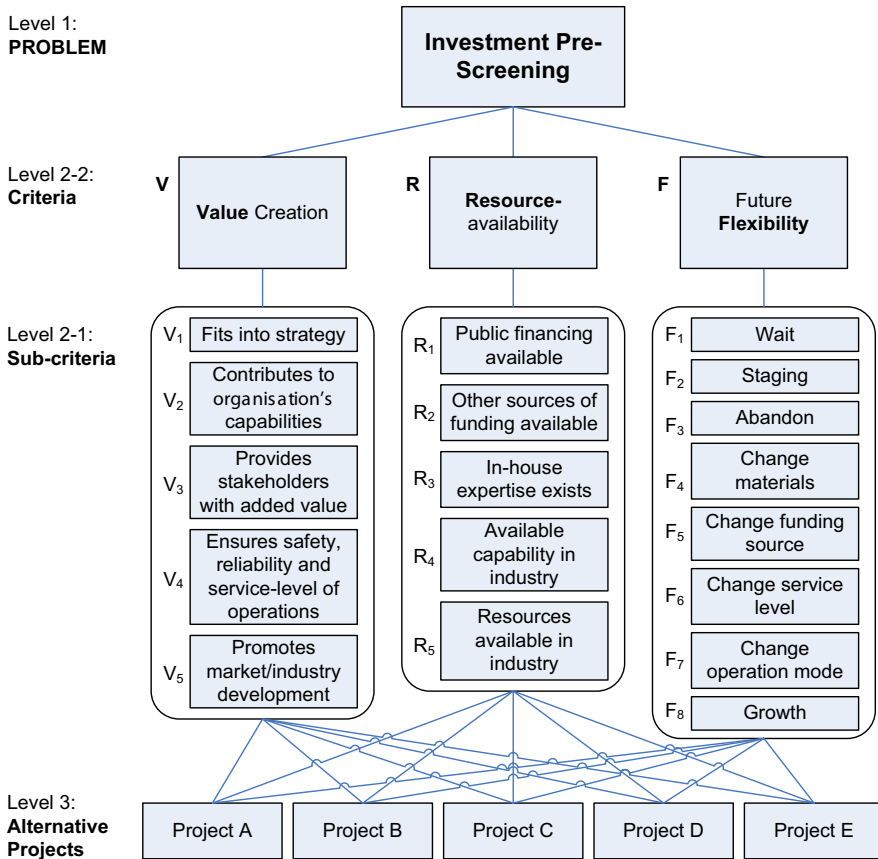 Level 1:
PROBLEM
Investment Pre-
Screening
Level 2-2:
Criteria
V
Value Creation
R
Resource-
availability
F
Future
Flexibility
Level 2-1:
Sub-criteria
V1
Fits into strategy
V2
Contributes to
organisation's
capabilities
V3
Provides
stakeholders
with added value
V4
Ensures safety,
reliability and
service-level of
operations
V5
Promotes
market/industry
development
R1
Public financing
available
R2
Other sources of
funding available
R3
In-house
expertise exists
R4
Available
capability in
industry
R5
Resources
available in
industry
F1
Wait
F2
Staging
F3
Abandon
F4
Change
materials
F5
Change funding
source
F6
Change service
level
F7
Change
operation mode
F8
Growth
Level 3:
Alternative
Projects
Project A
Project B
Project C
Project D
Project E